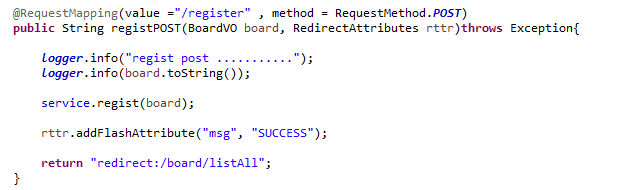 @RequestMapping(value ="/register" , method = RequestMethod.POST)
public String registPOST(BoardVO board, RedirectAttributes rttr)throws Exception{
logger.info("regist post ...........");
logger.info(board.toString());
service.regist(board);
rttr.addFlashAttribute("msg", "SUCCESS");
return "redirect:/board/listAll";
}